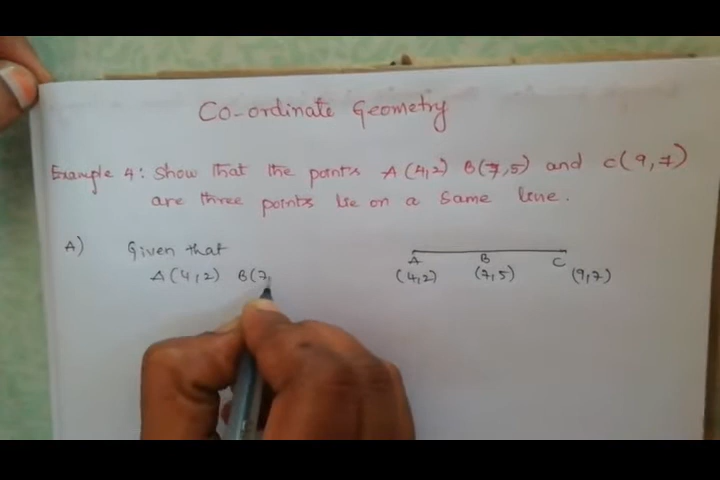 Co-ordinate Geometry
Example 4: Show that the points A(4,2) B(7,5) and C(9,7)
are three points lie on a same line.
A) Given that
A(4,2) B(7,
A B C
(4,2) (7,5) (9,7)